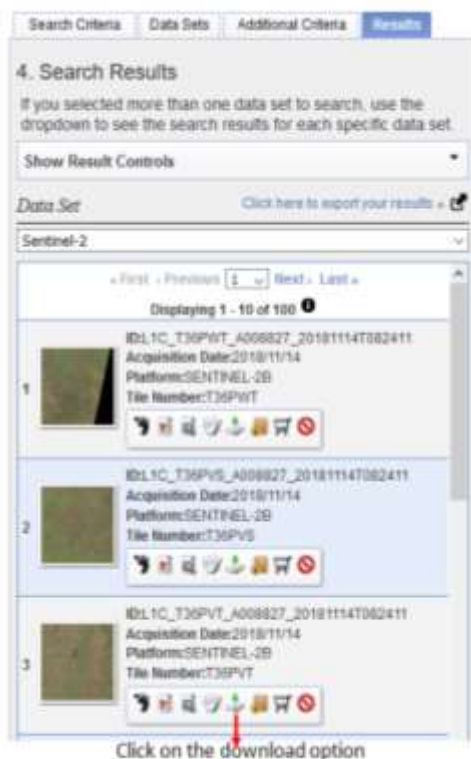 Search Criteria Data Sets Additional Criteria Results
4. Search Results
If you selected more than one data set to search, use the
dropdown to see the search results for each specific data set.
Show Result Controls
Data Set Click here to export your results »
Sentinel-2
« First ‹ Previous 1 Next › Last »
Displaying 1 - 10 of 100
ID:L1C_T36PWT_A008827_20181114T082411
Acquisition Date:2018/11/14
Platform:SENTINEL-2B
Tile Number:T36PWT
1
ID:L1C_T36PVS_A008827_20181114T082411
Acquisition Date:2018/11/14
Platform:SENTINEL-2B
Tile Number:T36PVS
2
ID:L1C_T36PVT_A008827_20181114T082411
Acquisition Date:2018/11/14
Platform:SENTINEL-2B
Tile Number:T36PVT
3
Click on the download option